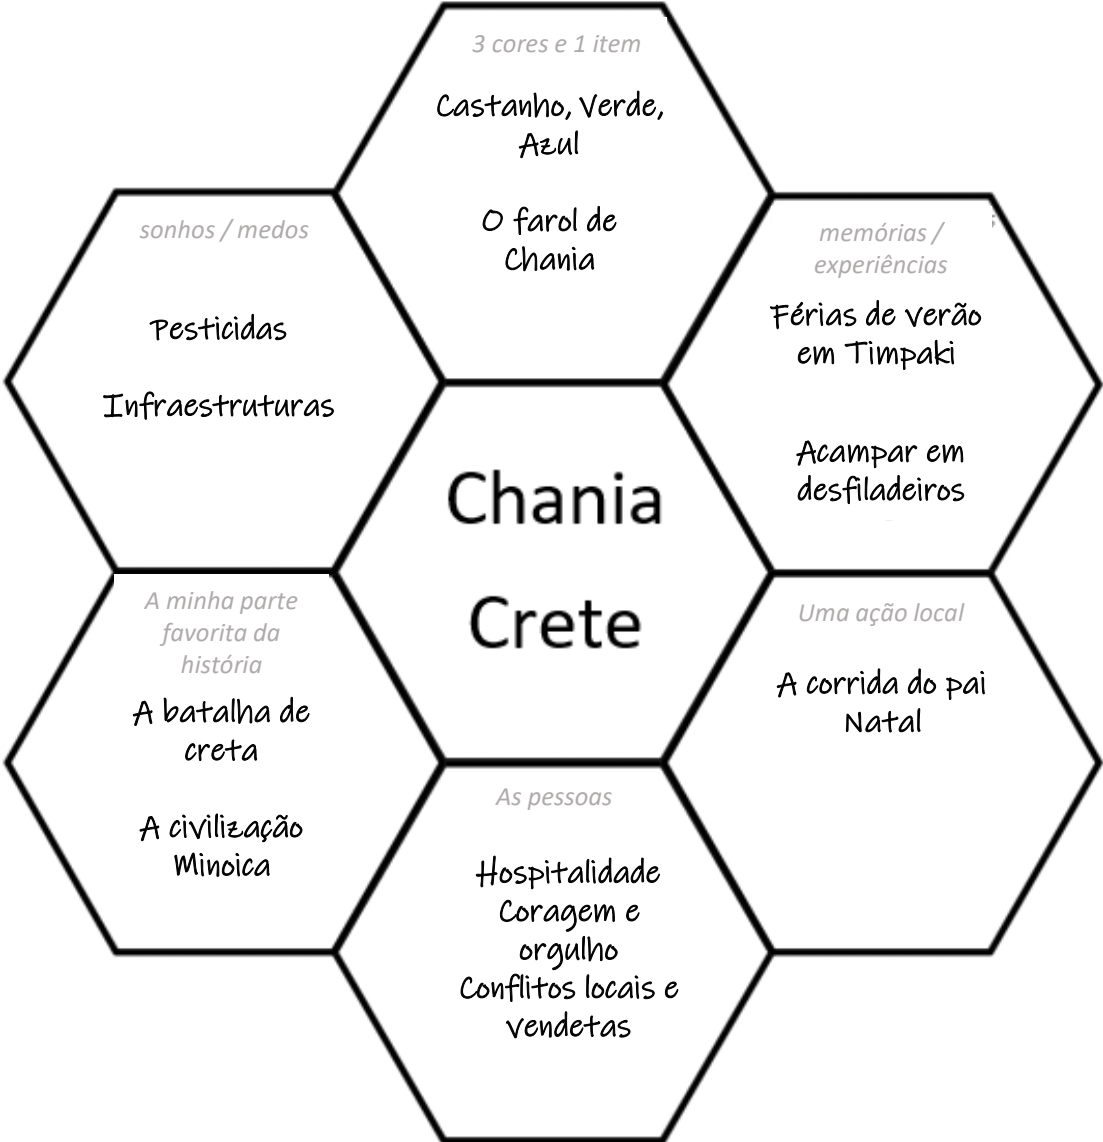 3 cores e 1 item
Castanho, Verde,
Azul
O farol de
Chania
sonhos / medos
Pesticidas
Infraestruturas
memórias /
experiências
Férias de verão
em Timpaki
Acampar em
desfiladeiros
Chania
Crete
A minha parte
favorita da
história
A batalha de
creta
A civilização
Minoica
Uma ação local
A corrida do pai
Natal
As pessoas
Hospitalidade
Coragem e
orgulho
Conflitos locais e
vendetas